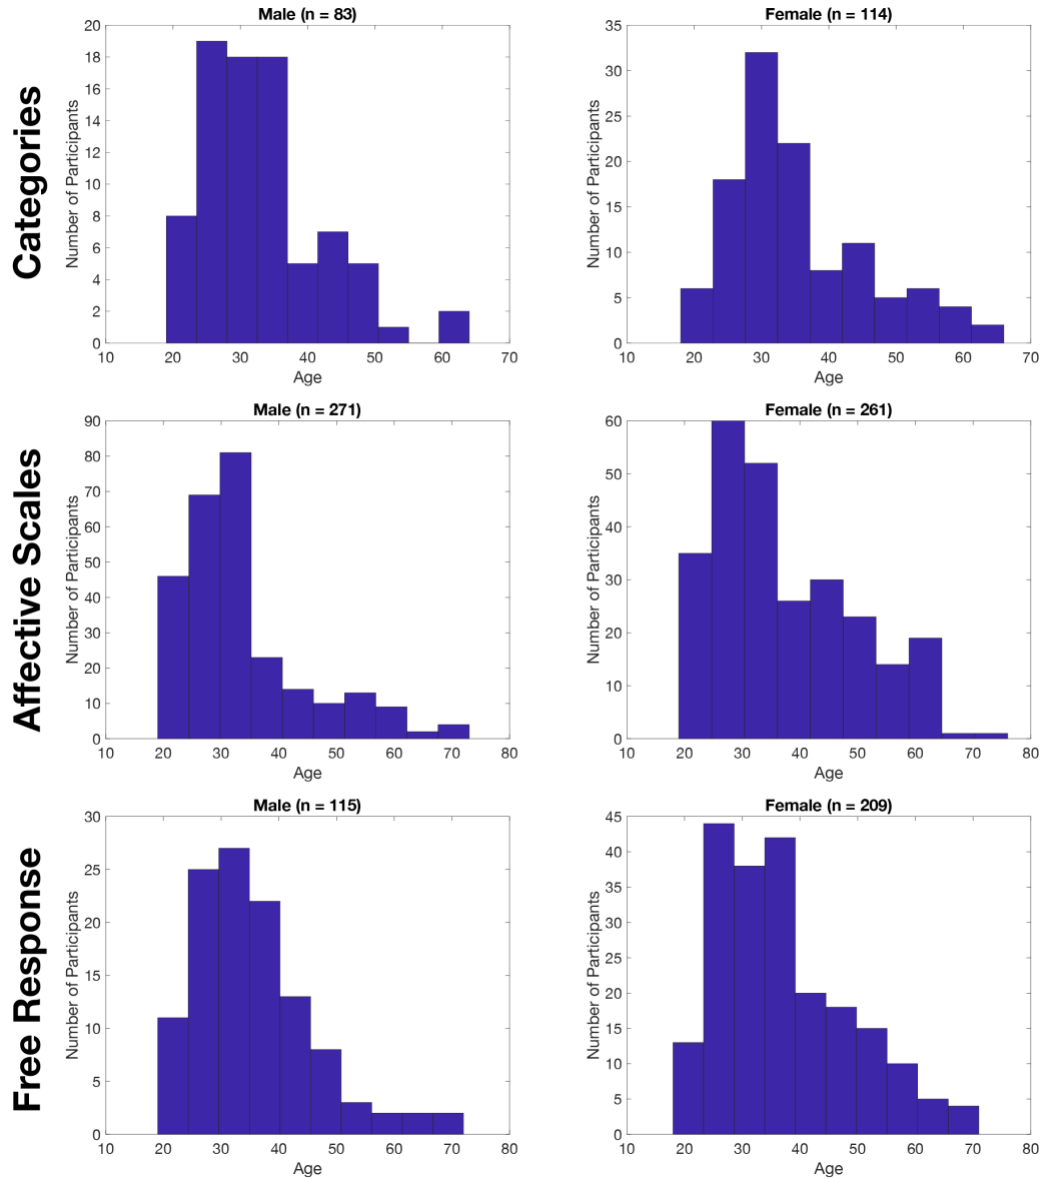 Categories
Male (n = 83)
Number of Participants
20
18
16
14
12
10
8
6
4
2
0
10 20 30 40 50 60 70
Age
Female (n = 114)
Number of Participants
35
30
25
20
15
10
5
0
10 20 30 40 50 60 70
Age
Affective Scales
Male (n = 271)
Number of Participants
90
80
70
60
50
40
30
20
10
0
10 20 30 40 50 60 70 80
Age
Female (n = 261)
Number of Participants
60
50
40
30
20
10
0
10 20 30 40 50 60 70 80
Age
Free Response
Male (n = 115)
Number of Participants
30
25
20
15
10
5
0
10 20 30 40 50 60 70 80
Age
Female (n = 209)
Number of Participants
45
40
35
30
25
20
15
10
5
0
10 20 30 40 50 60 70 80
Age